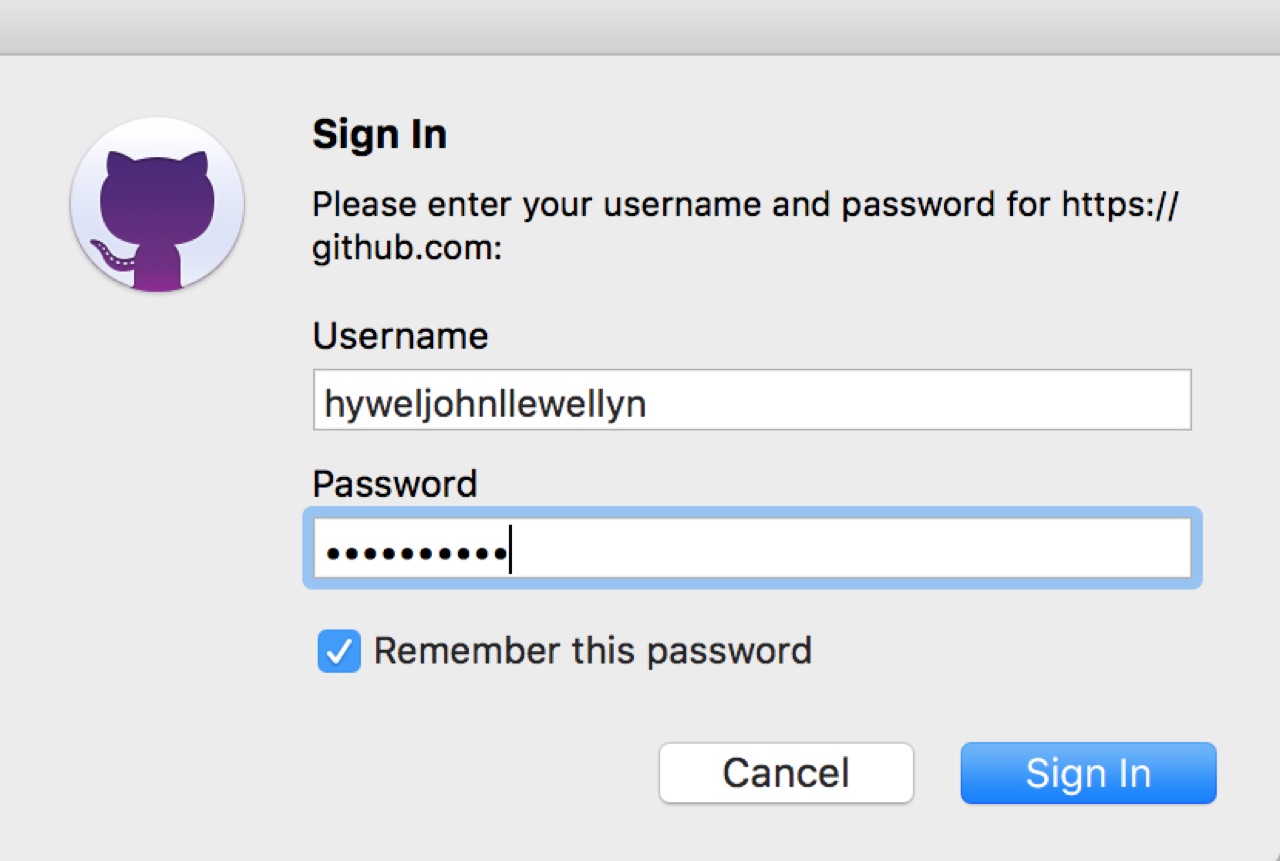 Sign In
Please enter your username and password for https://
github.com:
Username
hyweljohnllewellyn
Password
••••••••••
Remember this password
Cancel
Sign In